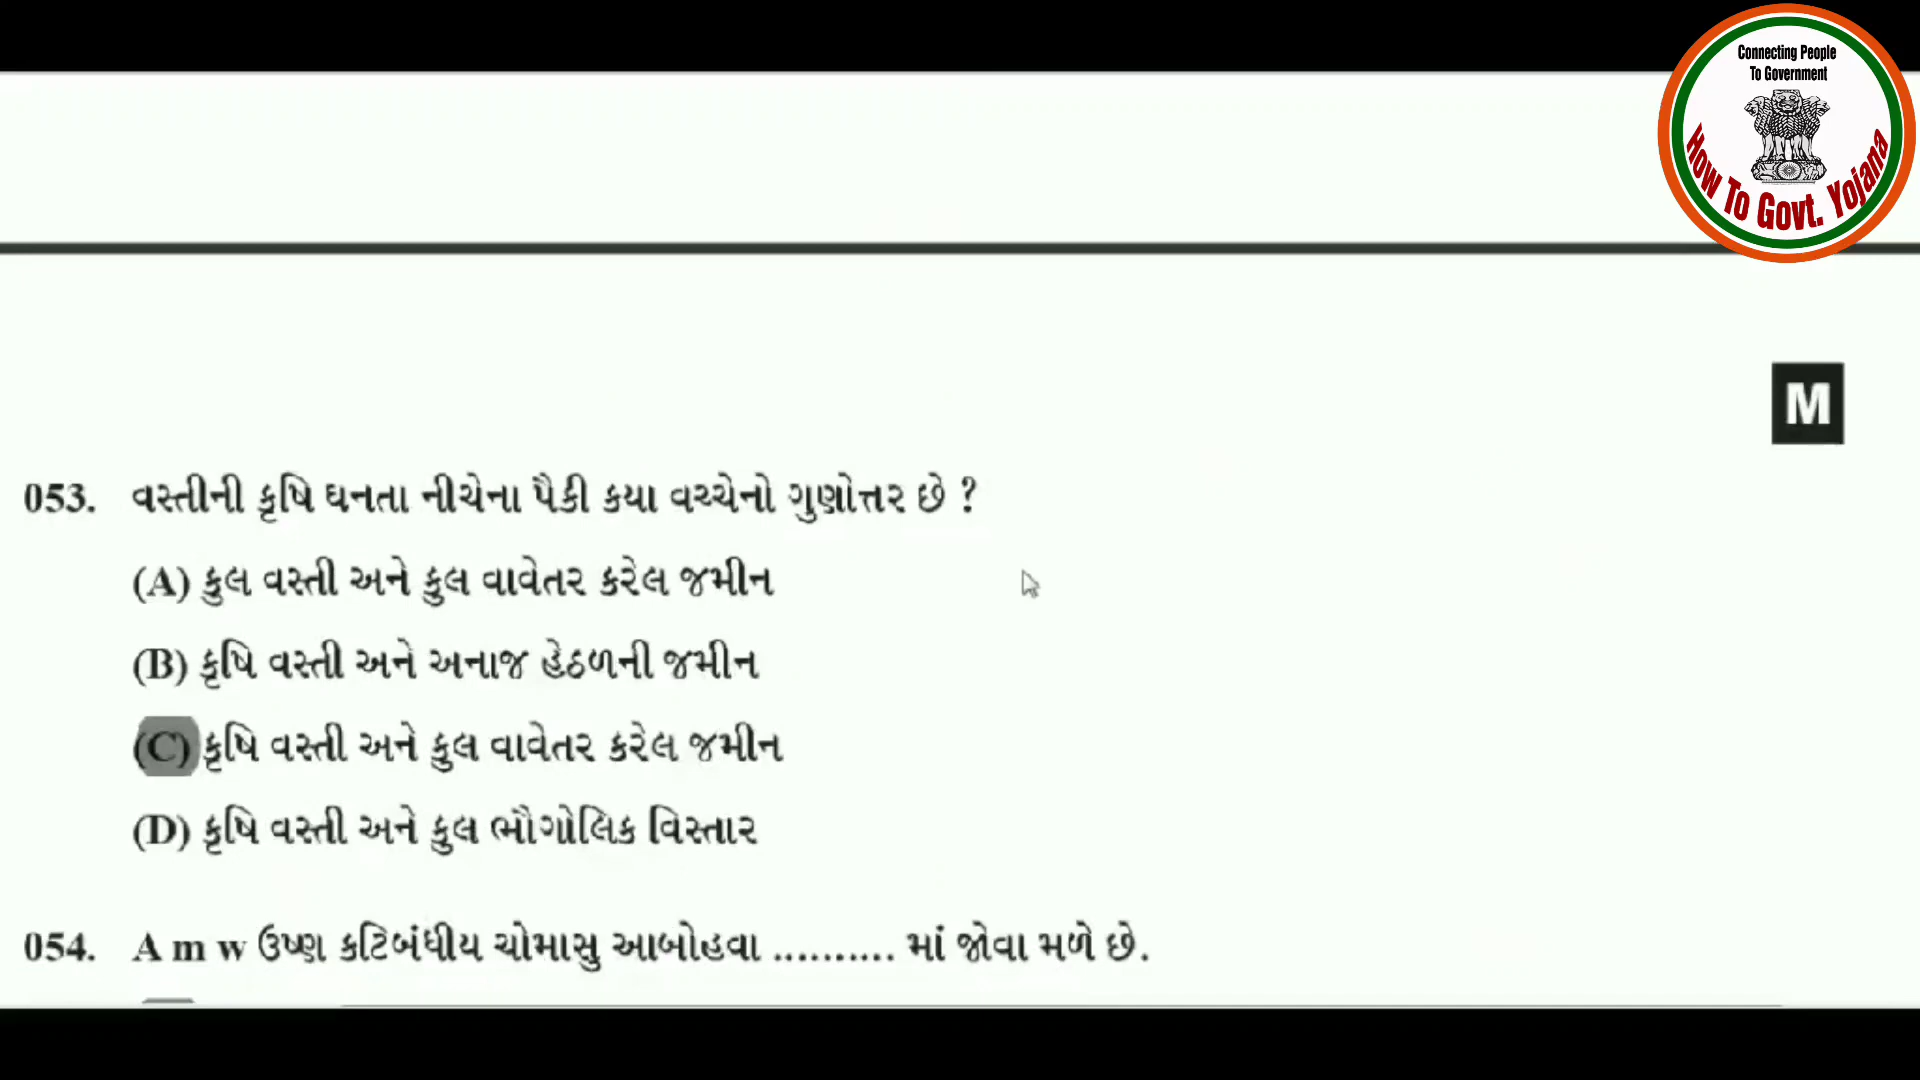 Connecting People
To Government
How To Govt. Yojana
M
053. વસ્તીની કૃષિ ઘનતા નીચેના પૈકી કયા વચ્ચેનો ગુણોત્તર છે ?
(A) કુલ વસ્તી અને કુલ વાવેતર કરેલ જમીન
(B) કૃષિ વસ્તી અને અનાજ હેઠળની જમીન
(C) કૃષિ વસ્તી અને કુલ વાવેતર કરેલ જમીન
(D) કૃષિ વસ્તી અને કુલ ભૌગોલિક વિસ્તાર
054. A m w ઉષ્ણ કટિબંધીય ચોમાસુ આબોહવા .......... માં જોવા મળે છે.